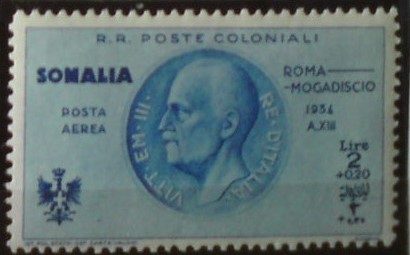 R.R. POSTE COLONIALI
SOMALIA
ROMA-
-MOGADISCIO
POSTA
AEREA
1934
A.XIII
VITT·EM·III·
RE·D'ITALIA
Lire
2
+0,20